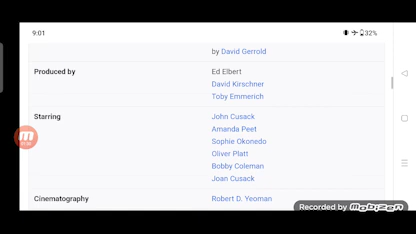 9:01
32%
by David Gerrold
Produced by
Ed Elbert
David Kirschner
Toby Emmerich
Starring
John Cusack
Amanda Peet
Sophie Okonedo
Oliver Platt
Bobby Coleman
Joan Cusack
Cinematography
Robert D. Yeoman
Recorded by Mobizen